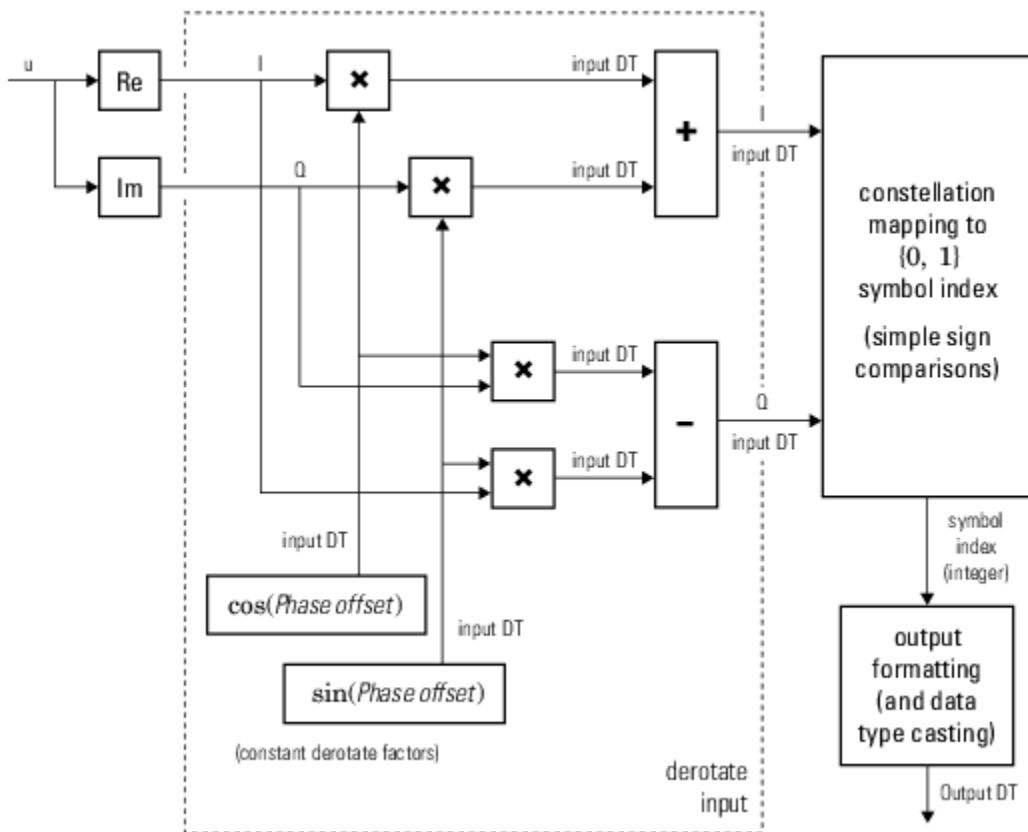 u
Re
I
×
input DT
+
I
input DT
Im
Q
×
input DT
constellation
mapping to
{0, 1}
symbol index
(simple sign
comparisons)
×
input DT
−
Q
input DT
×
input DT
input DT
cos(Phase offset)
input DT
sin(Phase offset)
(constant derotate factors)
derotate
input
symbol
index
(integer)
output
formatting
(and data
type casting)
Output DT